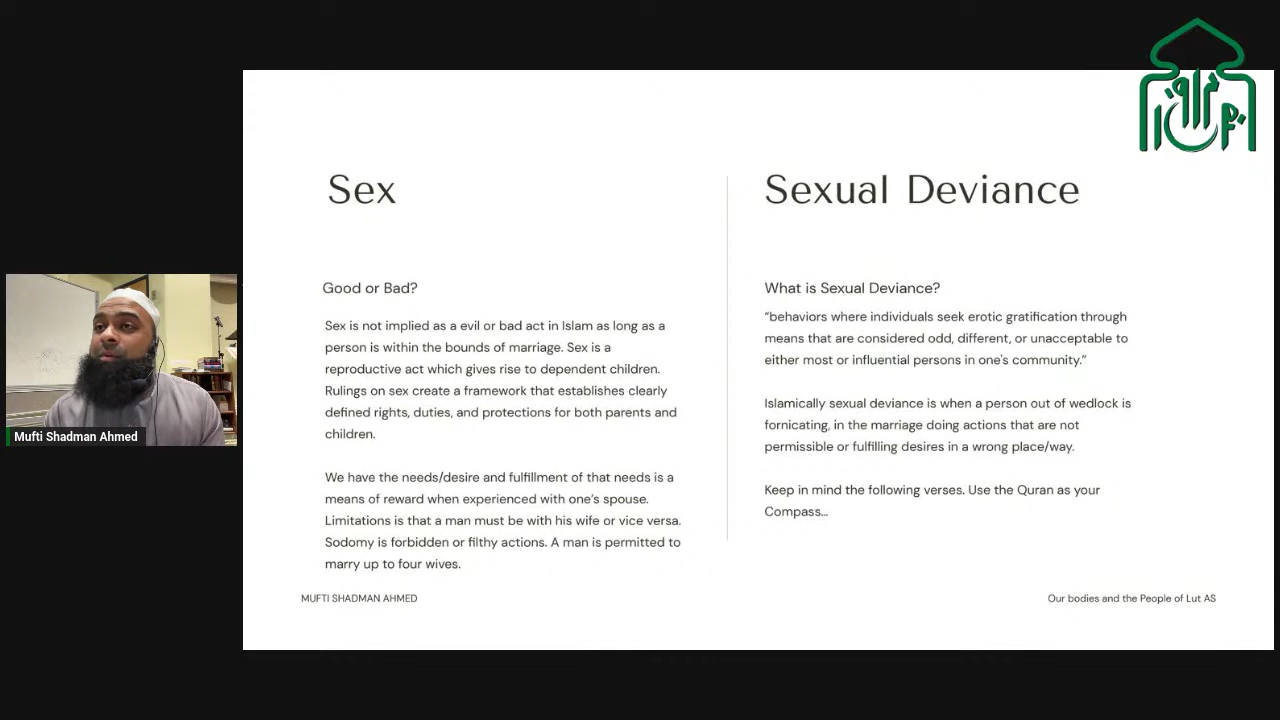 Sex
Good or Bad?
Sex is not implied as a evil or bad act in Islam as long as a
person is within the bounds of marriage. Sex is a
reproductive act which gives rise to dependent children.
Rulings on sex create a framework that establishes clearly
defined rights, duties, and protections for both parents and
children.
We have the needs/desire and fulfillment of that needs is a
means of reward when experienced with one's spouse.
Limitations is that a man must be with his wife or vice versa.
Sodomy is forbidden or filthy actions. A man is permitted to
marry up to four wives.
Sexual Deviance
What is Sexual Deviance?
“behaviors where individuals seek erotic gratification through
means that are considered odd, different, or unacceptable to
either most or influential persons in one's community.”
Islamically sexual deviance is when a person out of wedlock is
fornicating, in the marriage doing actions that are not
permissible or fulfilling desires in a wrong place/way.
Keep in mind the following verses. Use the Quran as your
Compass...
MUFTI SHADMAN AHMED
Our bodies and the People of Lut AS
Mufti Shadman Ahmed